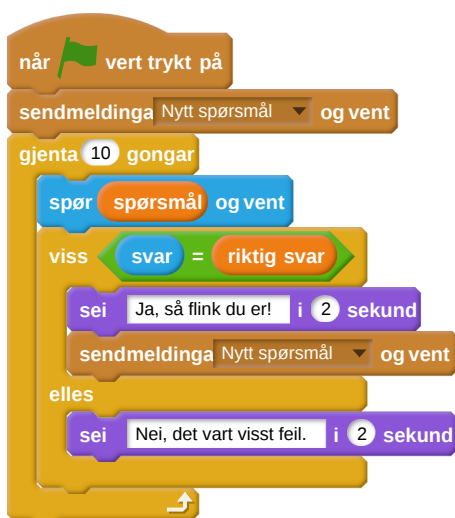 når vert trykt på
sendmeldinga Nytt spørsmål og vent
gjenta 10 gongar
spør spørsmål og vent
viss svar = riktig svar
sei Ja, så flink du er! i 2 sekund
sendmeldinga Nytt spørsmål og vent
elles
sei Nei, det vart visst feil. i 2 sekund